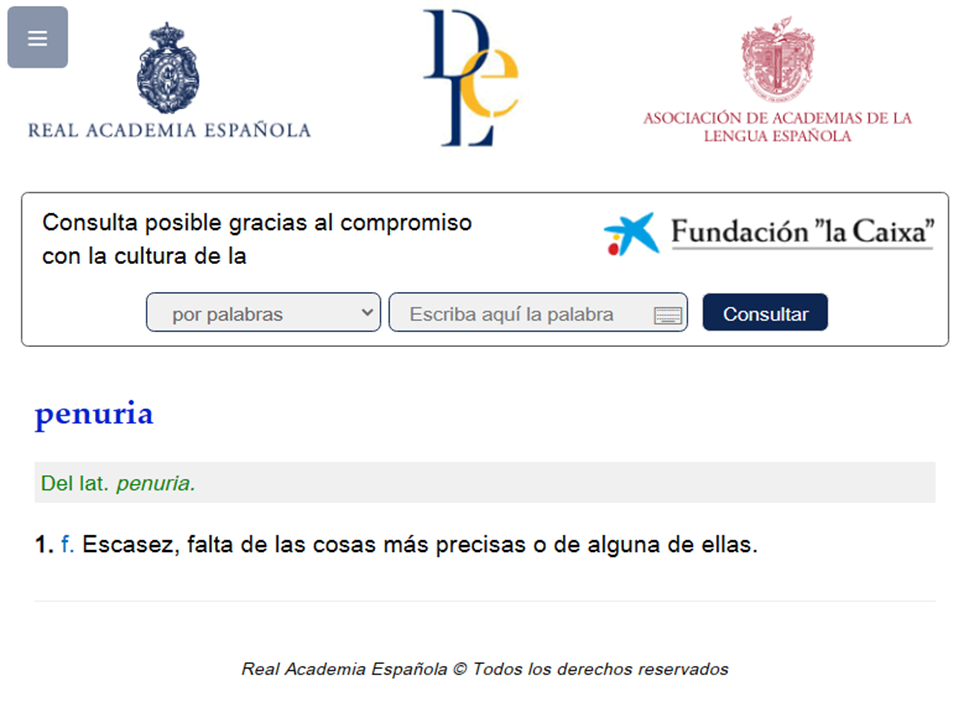 REAL ACADEMIA ESPAÑOLA
DLe
ASOCIACIÓN DE ACADEMIAS DE LA
LENGUA ESPAÑOLA
Consulta posible gracias al compromiso
con la cultura de la
Fundación ”la Caixa”
por palabras
Escriba aquí la palabra
Consultar
penuria
Del lat. penuria.
1. f. Escasez, falta de las cosas más precisas o de alguna de ellas.
Real Academia Española © Todos los derechos reservados